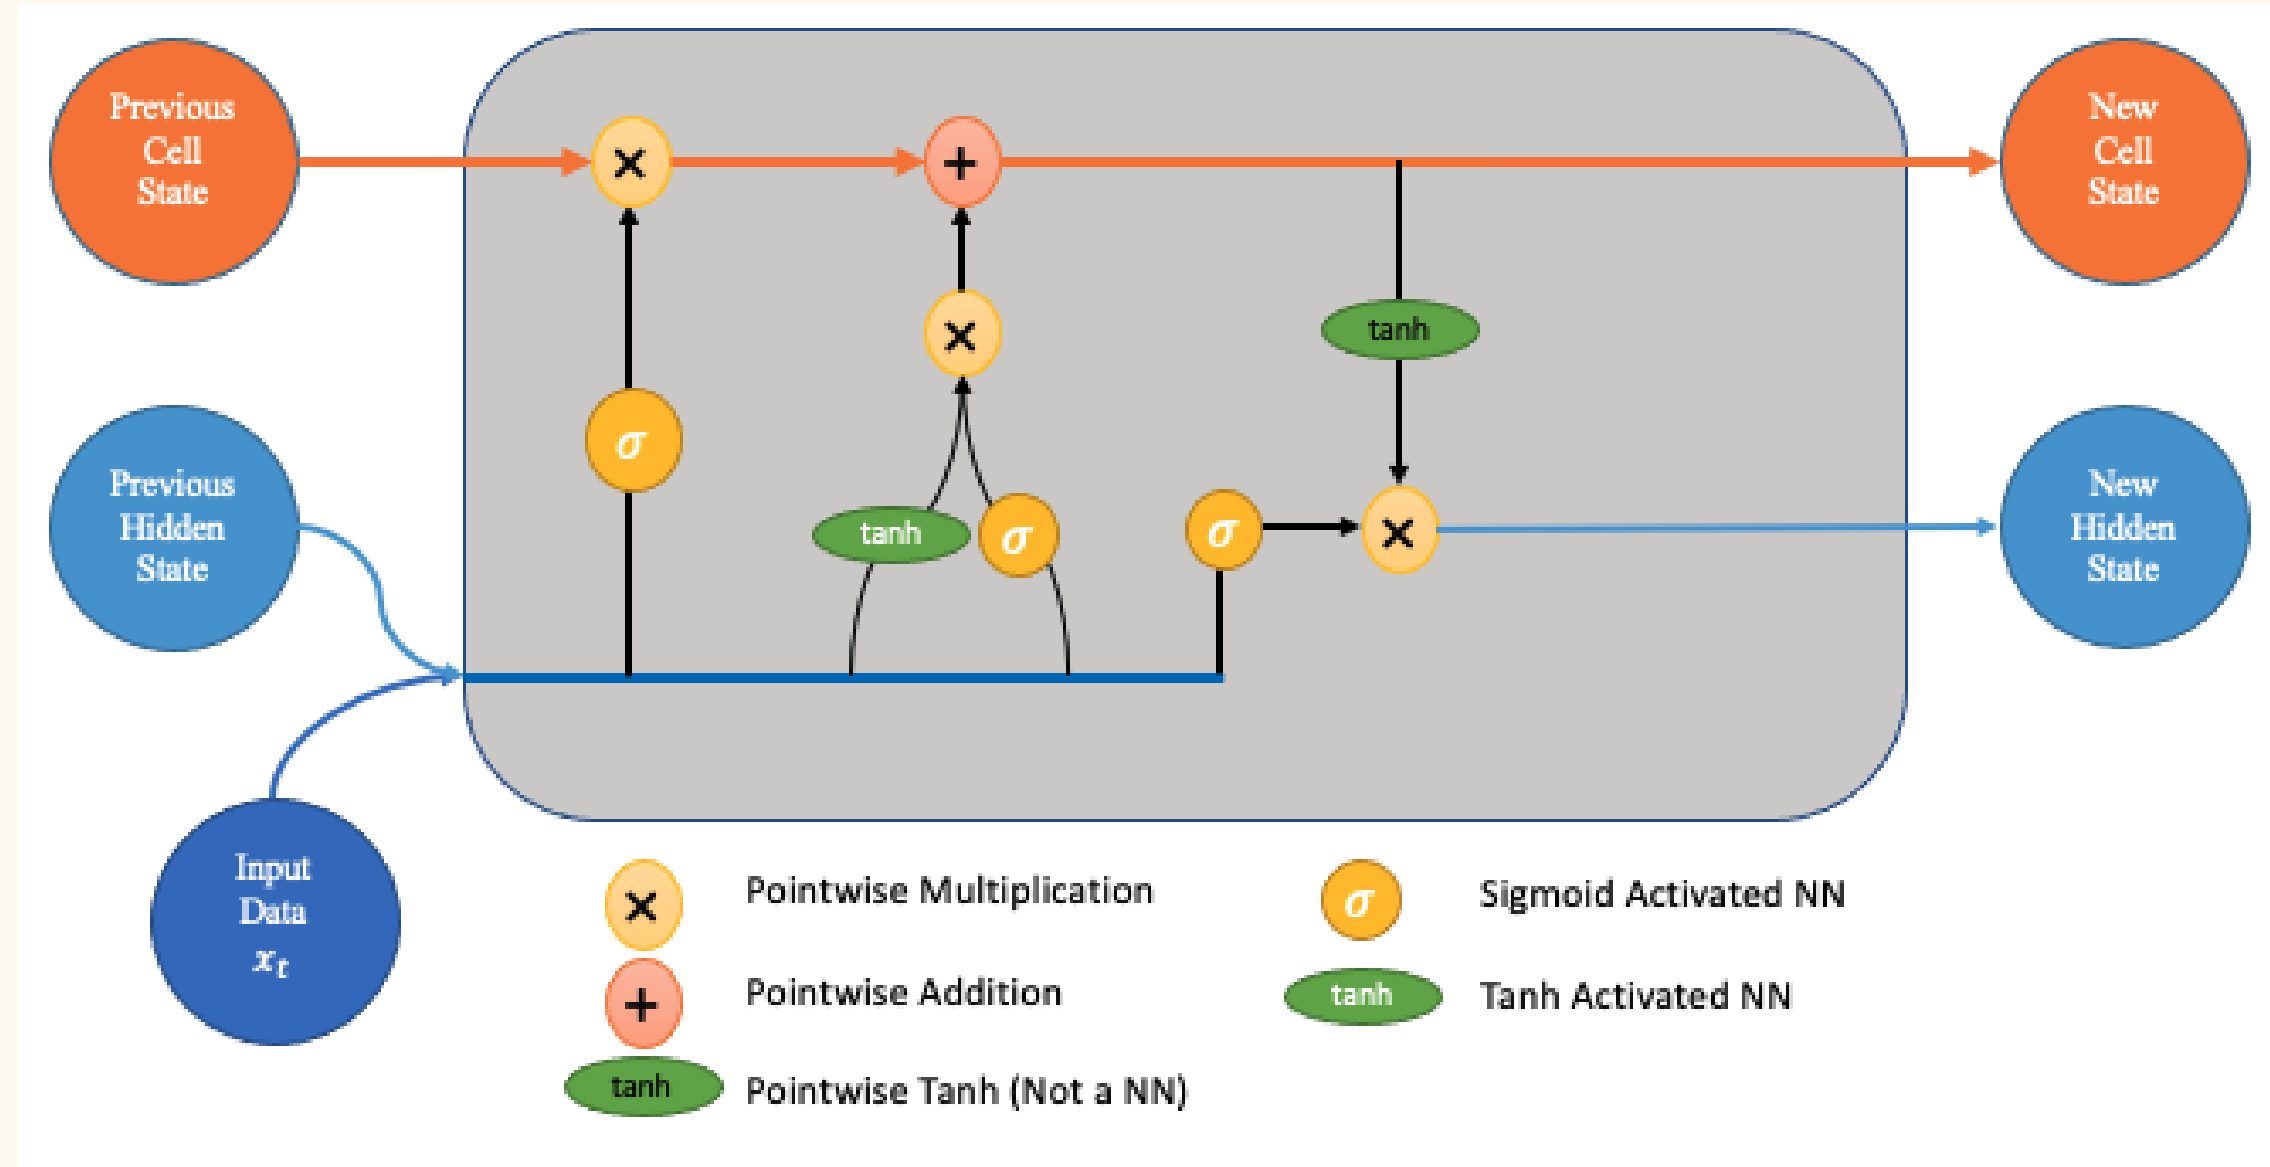 Previous
Cell
State
×
+
New
Cell
State
×
tanh
σ
Previous
Hidden
State
tanh
σ
σ
×
New
Hidden
State
Input
Data
xₜ
×
Pointwise Multiplication
σ
Sigmoid Activated NN
+
Pointwise Addition
tanh
Tanh Activated NN
tanh
Pointwise Tanh (Not a NN)